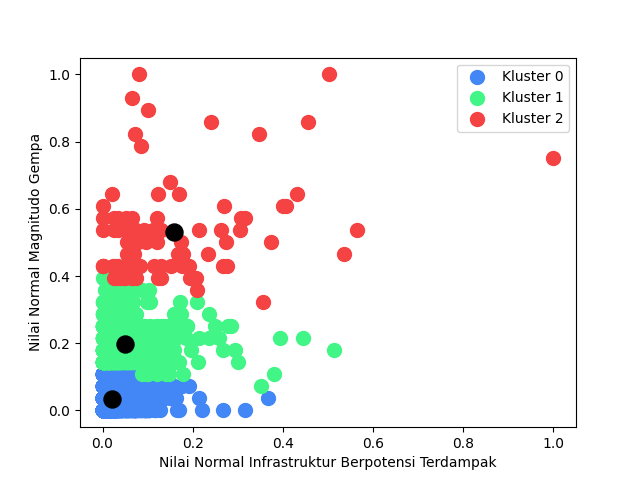 1.0
0.8
0.6
0.4
0.2
0.0
Nilai Normal Magnitudo Gempa
Kluster 0
Kluster 1
Kluster 2
0.0 0.2 0.4 0.6 0.8 1.0
Nilai Normal Infrastruktur Berpotensi Terdampak